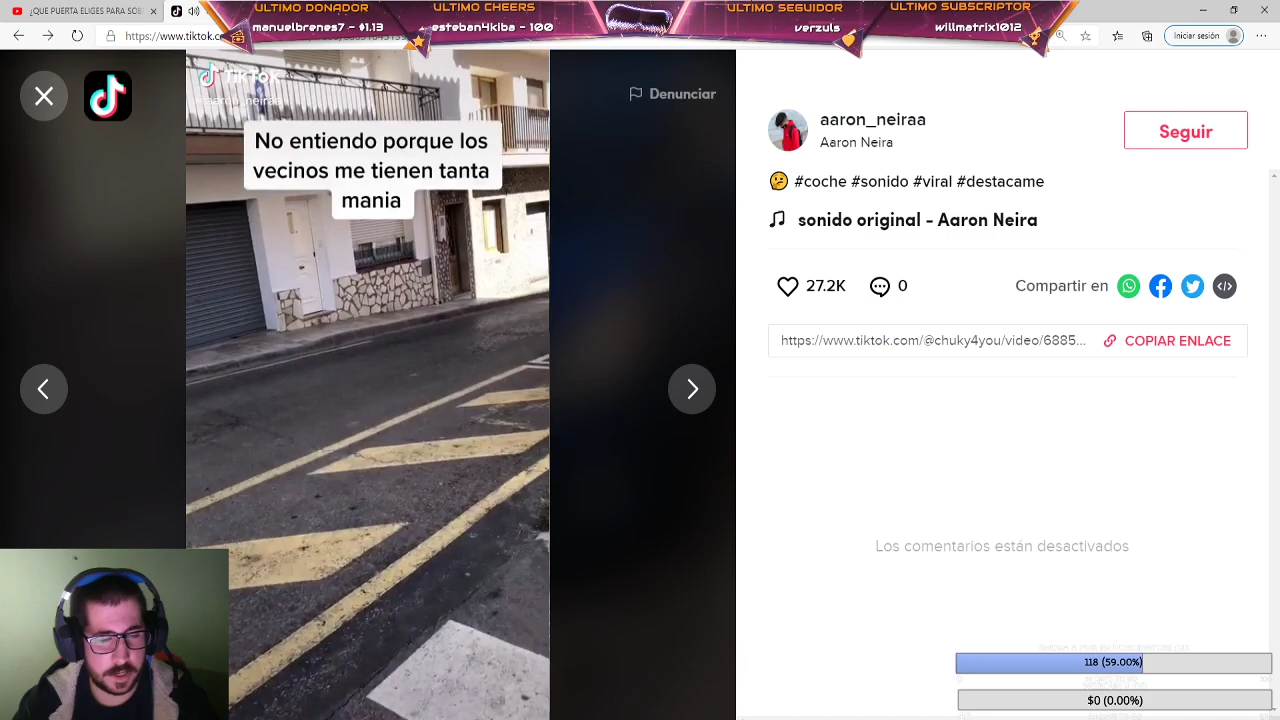 ¿QUE PUERTA ELIGES PARA SOB
ULTIMO DONADOR
manuelbrenes27 - $1.13
ULTIMO CHEERS
esteban4kiba - 100
ULTIMO SEGUIDOR
verzuls
ULTIMO SUBSCRIPTOR
willmatrix1012
https://www.tiktok.c
Iniciar sesión
TikTok
Denunciar
No entiendo porque los
vecinos me tienen tanta
mania
aaron_neiraa
Aaron Neira
Seguir
#coche #sonido #viral #destacame
sonido original - Aaron Neira
27.2K
0
Compartir en
https://www.tiktok.com/@chuky4you/video/6885...
COPIAR ENLACE
Los comentarios están desactivados
118 (59.00%)
$0 (0.00%)